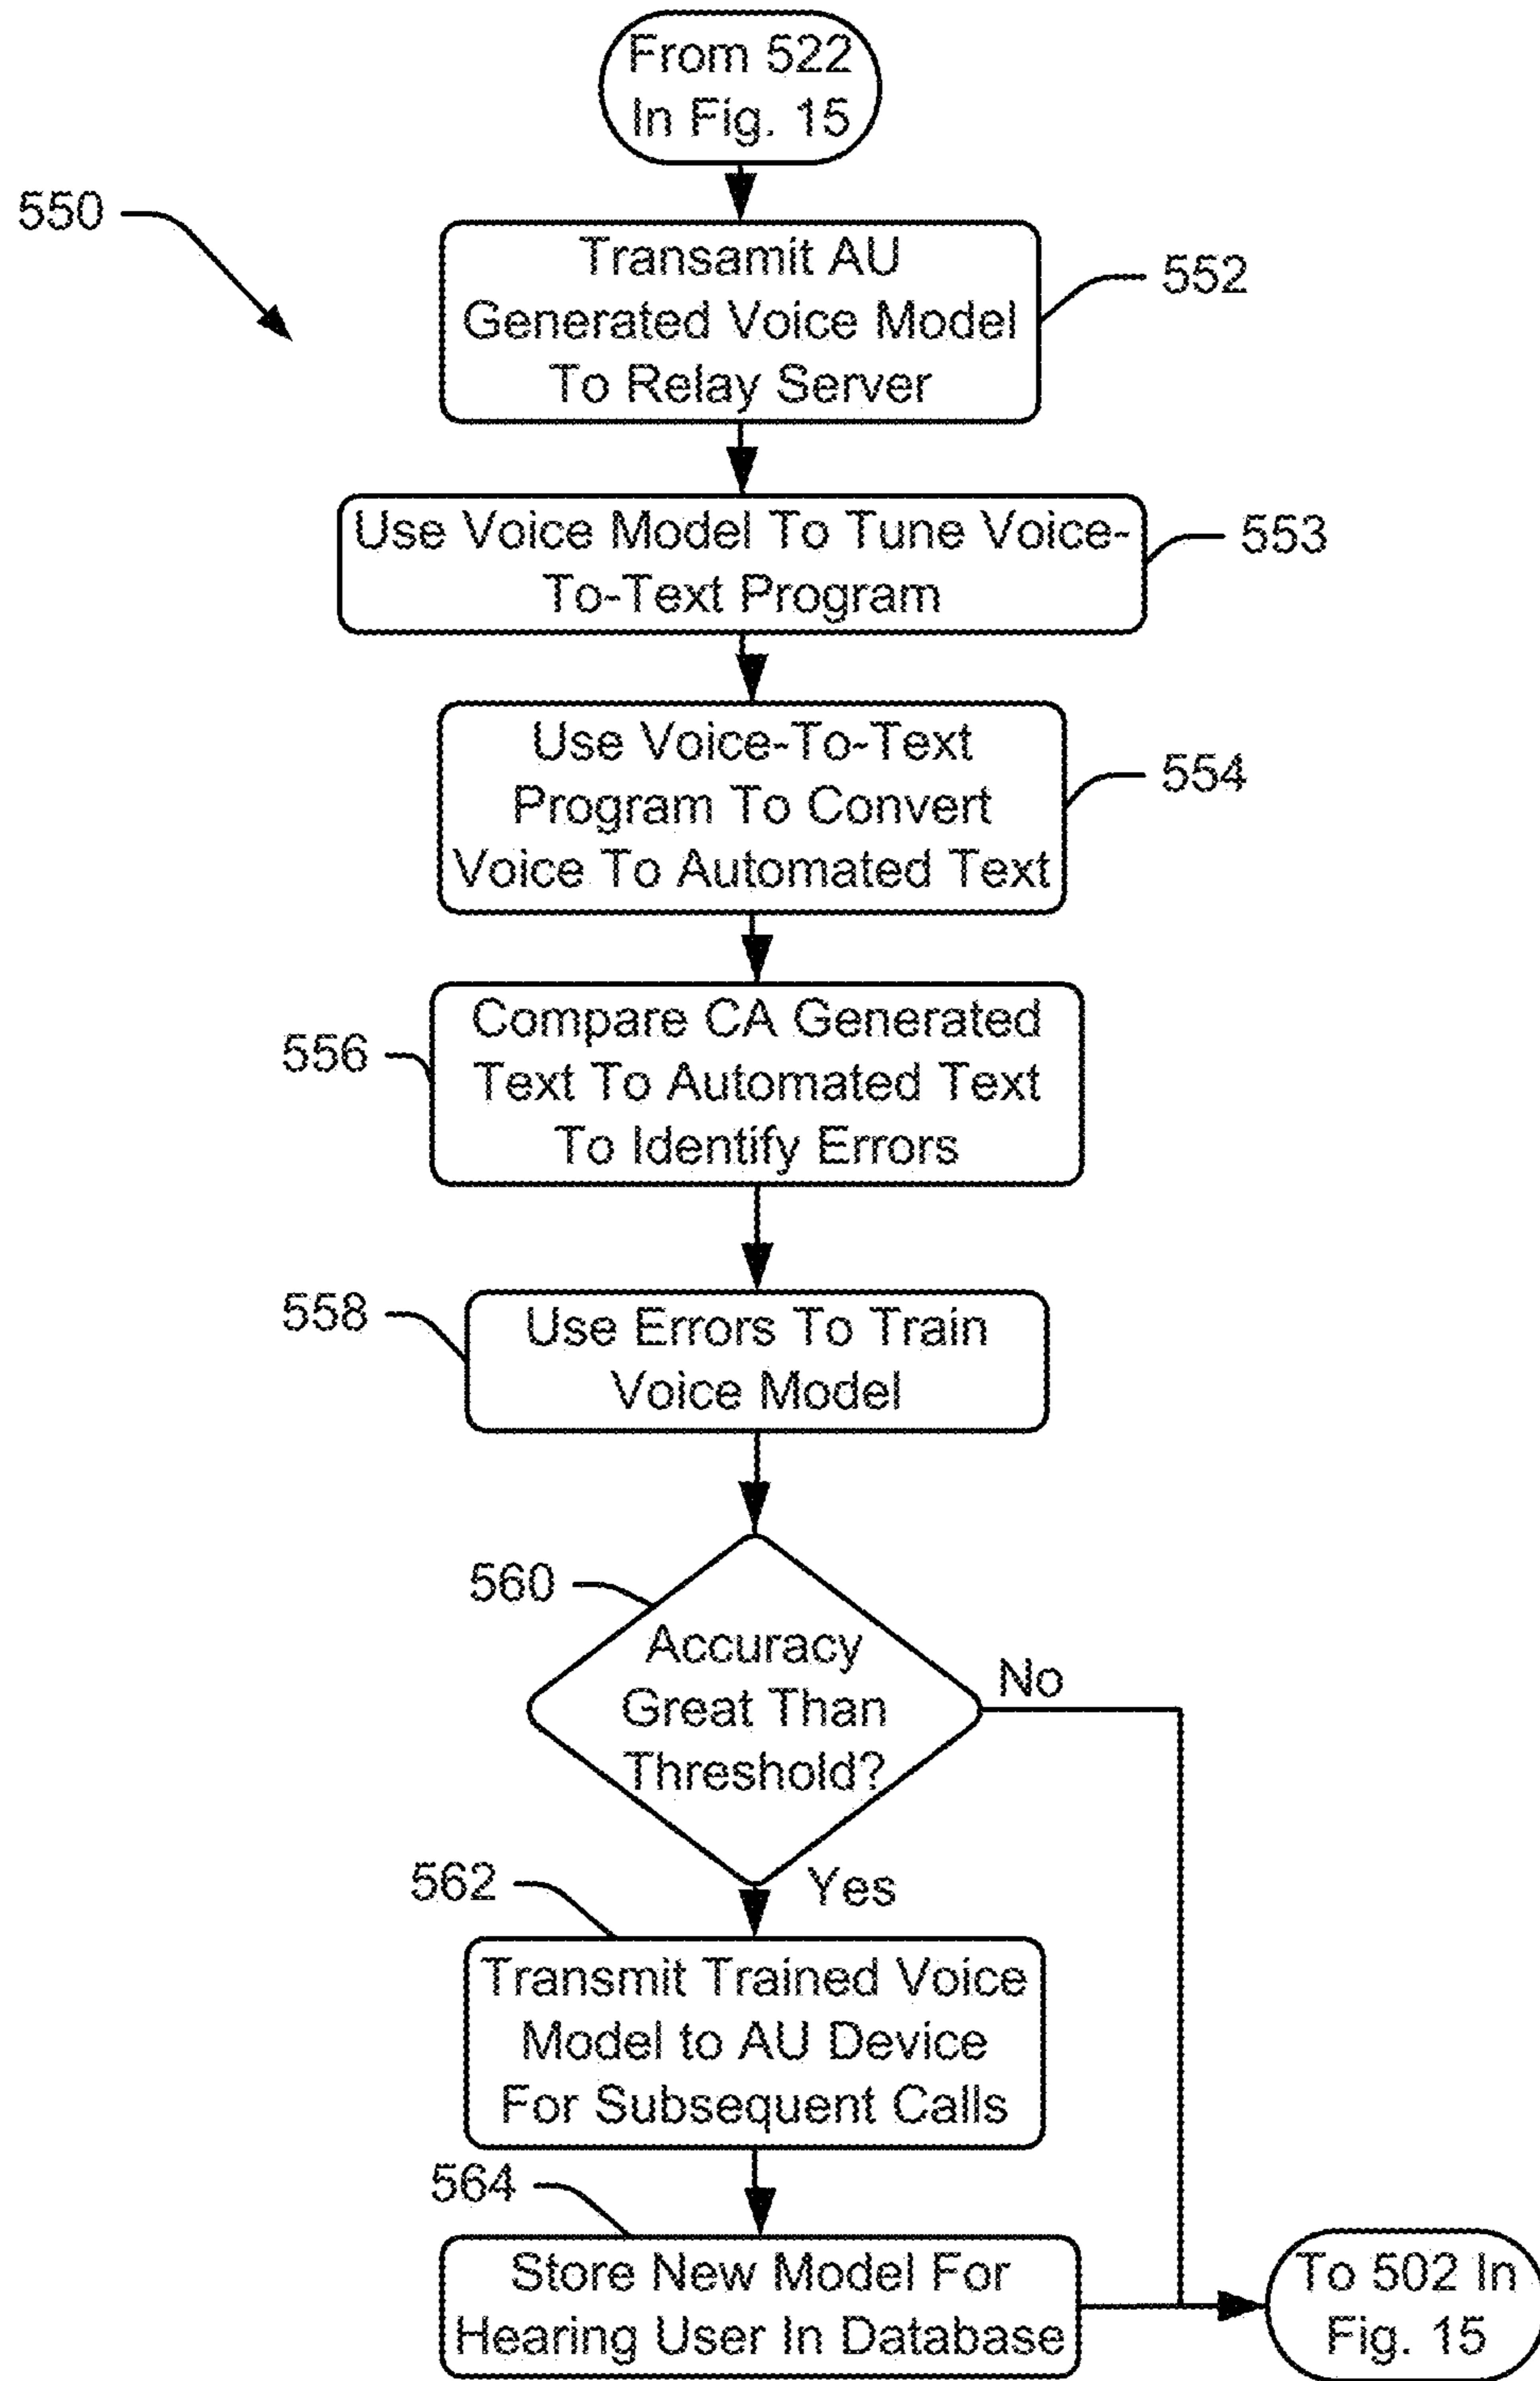 From 522
In Fig. 15
550
Transamit AU
Generated Voice Model
To Relay Server
552
Use Voice Model To Tune Voice-
To-Text Program
553
Use Voice-To-Text
Program To Convert
Voice To Automated Text
554
556
Compare CA Generated
Text To Automated Text
To Identify Errors
558
Use Errors To Train
Voice Model
560
Accuracy
Great Than
Threshold?
No
Yes
562
Transmit Trained Voice
Model to AU Device
For Subsequent Calls
564
Store New Model For
Hearing User In Database
To 502 In
Fig. 15